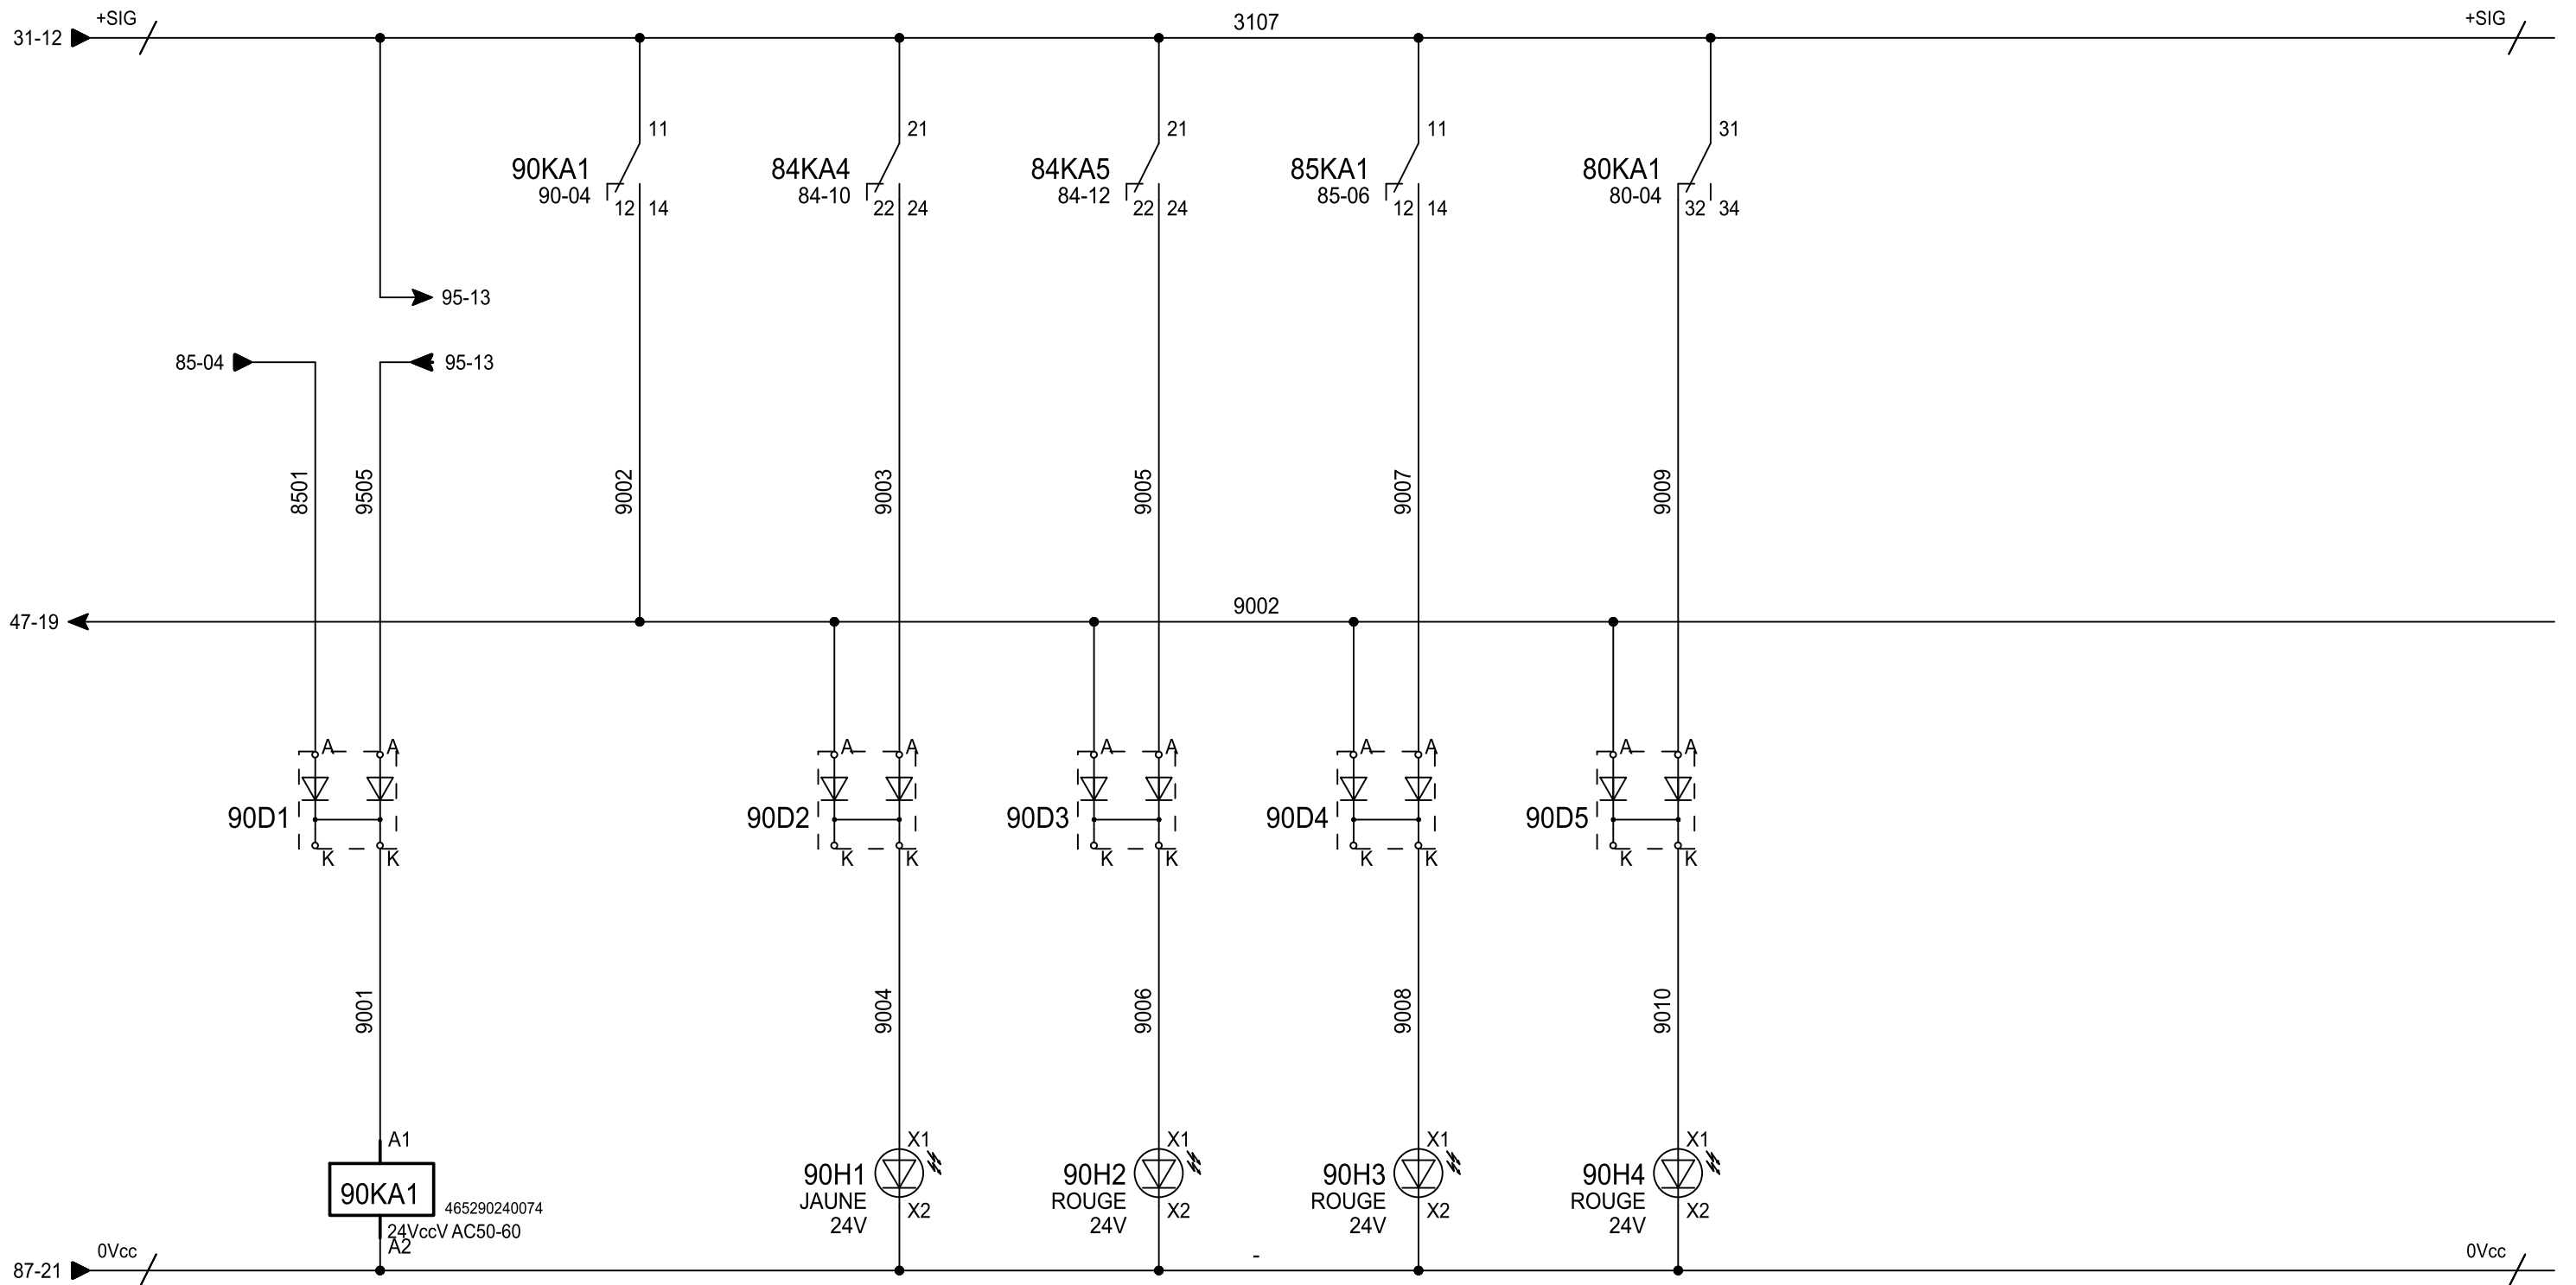 +SIG 3107 +SIG
31-12
11 21 21 11 31
90KA1 84KA4 84KA5 85KA1 80KA1
90-04 84-10 84-12 85-06 80-04
12 14 22 24 22 24 12 14 32 34
95-13
85-04 95-13
8501 9505 9002 9003 9005 9007 9009
9002
47-19
A A A A A A A A A A
90D1 90D2 90D3 90D4 90D5
K K K K K K K K K K
9001 9004 9006 9008 9010
A1 X1 X1 X1 X1
90KA1 90H1 90H2 90H3 90H4
465290240074 JAUNE ROUGE ROUGE ROUGE
24VccV AC50-60 24V 24V 24V 24V
A2 X2 X2 X2 X2
0Vcc - 0Vcc
87-21